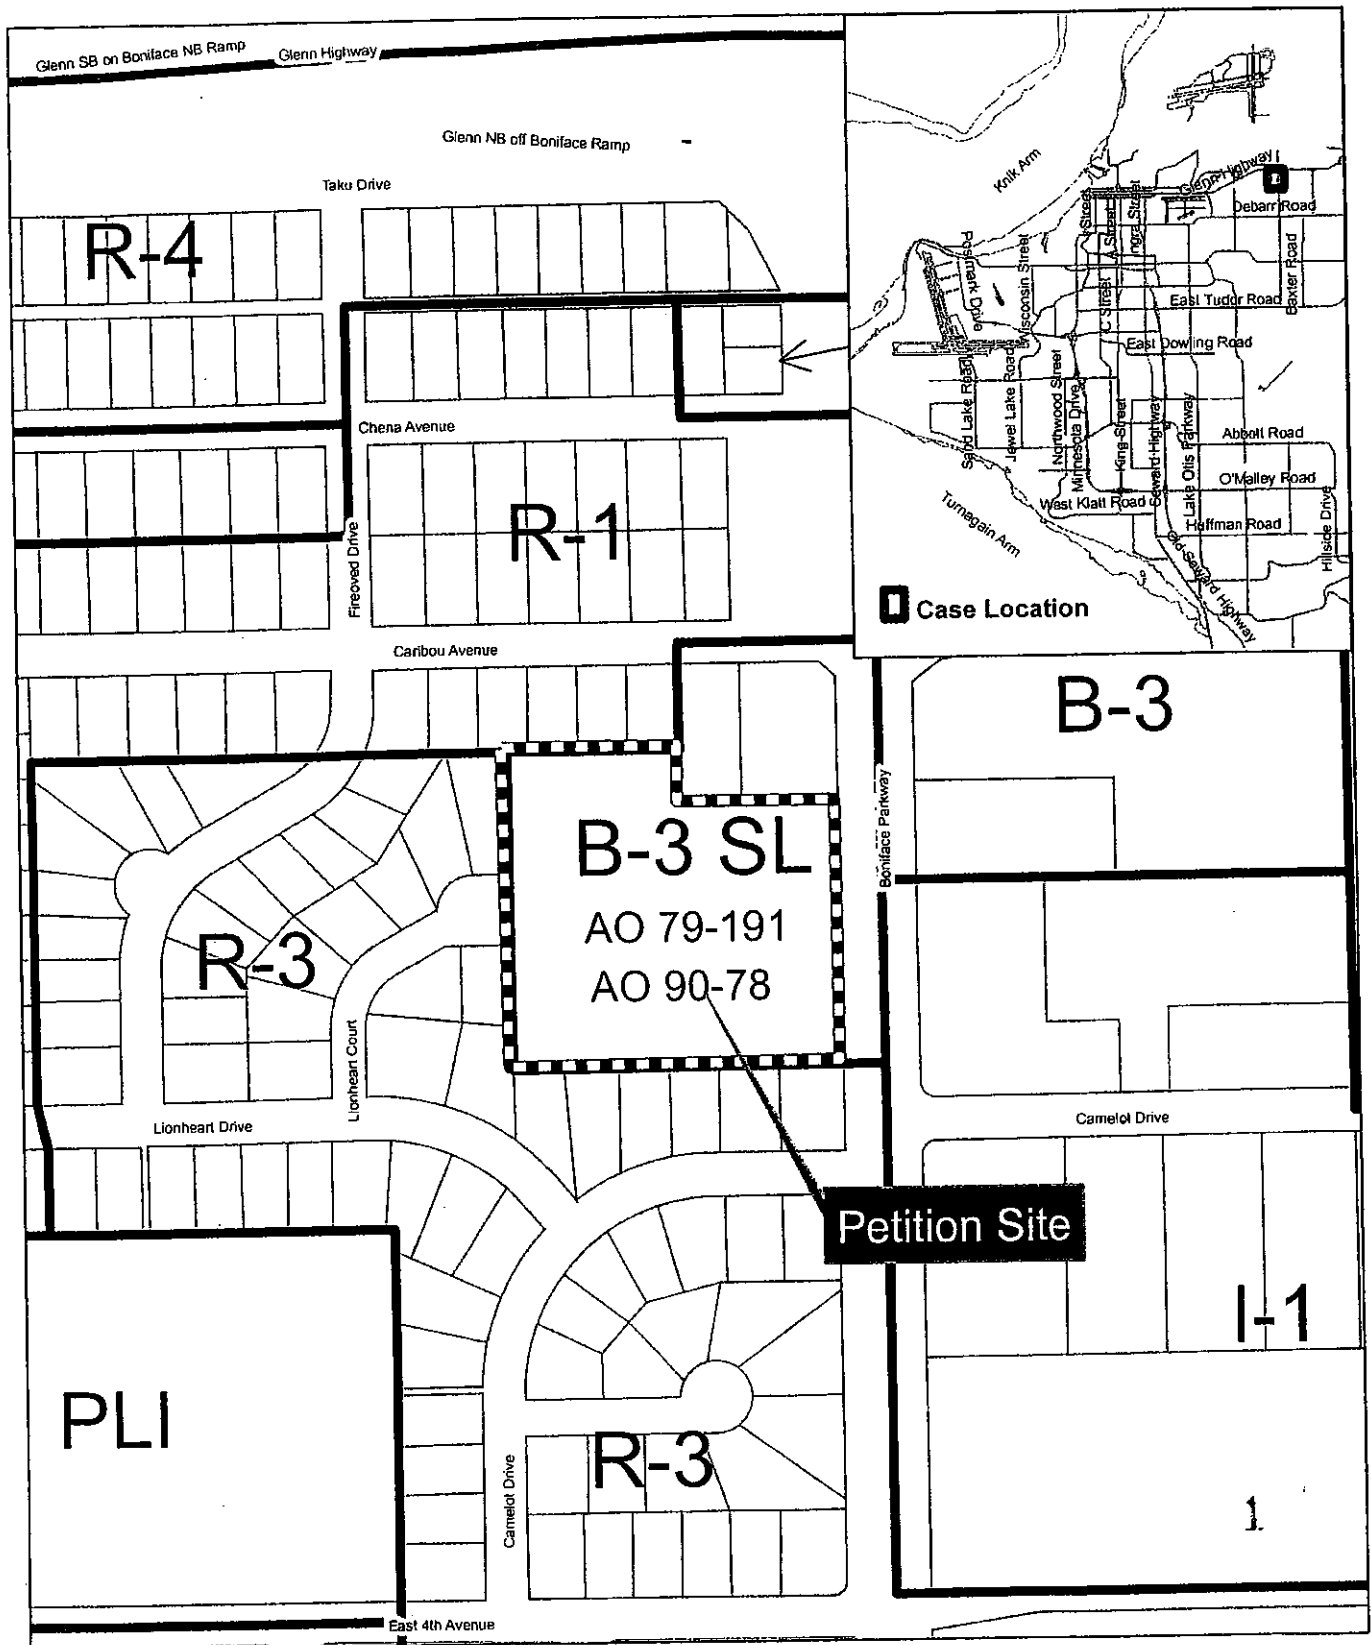 Glenn SB on Boniface NB Ramp
Glenn Highway
Glenn NB off Boniface Ramp
Taku Drive
R-4
Chena Avenue
R-1
Fireoved Drive
Caribou Avenue
Knik Arm
Glenn Highway
Debarr Road
Street
A Street
Ingra Street
Postmark Drive
Wisconsin Street
C Street
Baxter Road
East Tudor Road
East Dowling Road
Sand Lake Road
Jewel Lake Road
Northwood Street
Minnesota Drive
King Street
Seward Highway
Lake Otis Parkway
Abbott Road
O'Malley Road
West Klatt Road
Huffman Road
Hillside Drive
Old Seward Highway
Turnagain Arm
Case Location
B-3
Boniface Parkway
B-3 SL
AO 79-191
AO 90-78
R-3
Lionheart Court
Lionheart Drive
Camelot Drive
Petition Site
I-1
PLI
R-3
Camelot Drive
1
East 4th Avenue